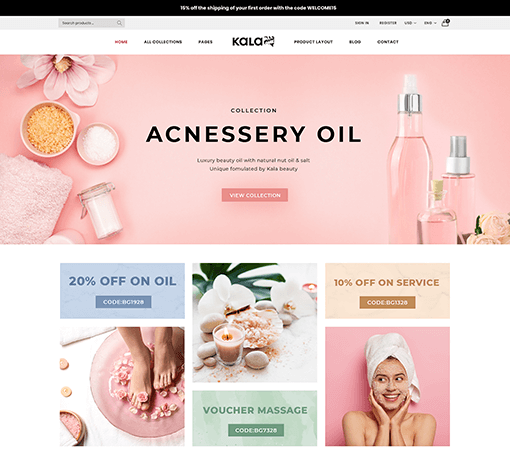 15% off the shipping of your first order with the code WELCOME15
Search products...
SIGN IN
REGISTER
USD
ENG
0
HOME
ALL COLLECTIONS
PAGES
KALA
PRODUCT LAYOUT
BLOG
CONTACT
COLLECTION
ACNESSERY OIL
Luxury beauty oil with natural nut oil & salt
Unique fomulated by Kala beauty
VIEW COLLECTION
20% OFF ON OIL
CODE:BG1928
10% OFF ON SERVICE
CODE:BG1328
VOUCHER MASSAGE
CODE:BG7328